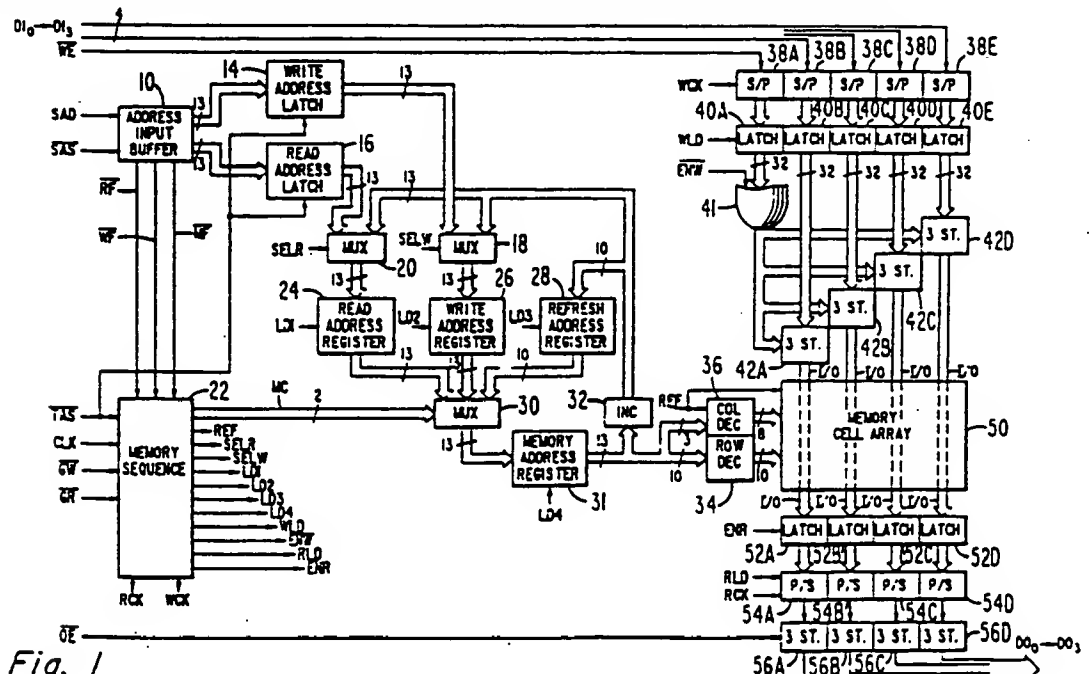 DI0 - DI3
4
WE
38A 38B 38C 38D 38E
WCX
S/P S/P S/P S/P S/P
40A 40B 40C 40D 40E
WLD
LATCH LATCH LATCH LATCH LATCH
ENW
32 32 32 32 32
41
3 ST. 42D
3 ST. 42C
3 ST. 42B
3 ST. 42A
I/O I/O I/O I/O
10
SAD
SAS
ADDRESS INPUT BUFFER
13
13
14
WRITE ADDRESS LATCH
13
16
READ ADDRESS LATCH
13
13
RF
WF
SELR
MUX
20
SELW
MUX
18
13 13
10
24
LD1
READ ADDRESS REGISTER
26
LD2
WRITE ADDRESS REGISTER
28
LD3
REFRESH ADDRESS REGISTER
13 13 10
22
TAS
CLK
GW
GR
MEMORY SEQUENCE
MC
2
MUX
30
13
MEMORY ADDRESS REGISTER
31
LD4
13
32
INC
REF
36
COL DEC
ROW DEC
34
3
10
8
10
MEMORY CELL ARRAY
50
REF
SELR
SELW
LD1
LD2
LD3
LD4
WLD
ENW
RLD
ENR
RCX WCX
I/O I/O I/O I/O
ENR
LATCH LATCH LATCH LATCH
52A 52B 52C 52D
RLD
RCX
P/S P/S P/S P/S
54A 54B 54C 54D
OE
3 ST. 3 ST. 3 ST. 3 ST.
56A 56B 56C 56D
DO0 - DO3
Fig. 1